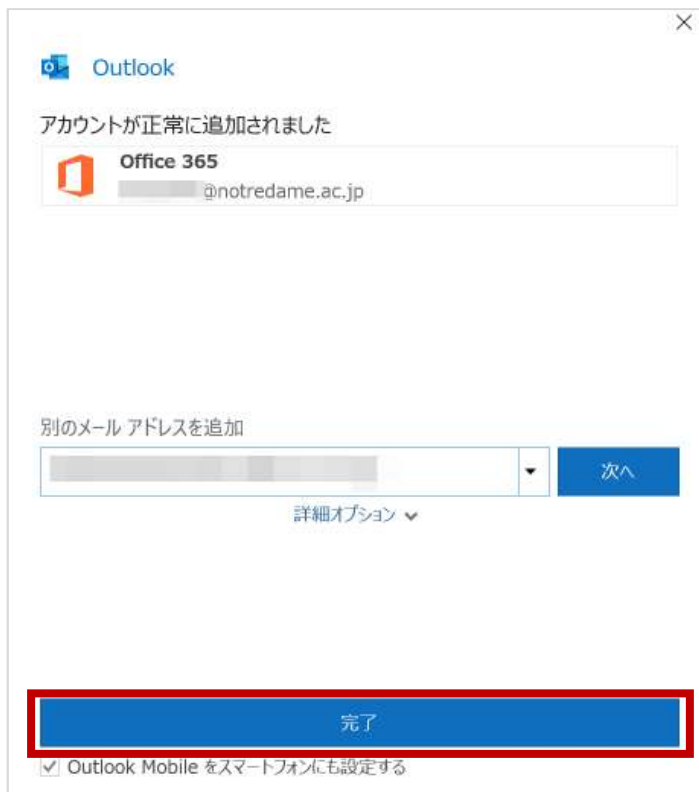 Outlook
アカウントが正常に追加されました
Office 365
@notredame.ac.jp
別のメール アドレスを追加
次へ
詳細オプション
完了
Outlook Mobile をスマートフォンにも設定する